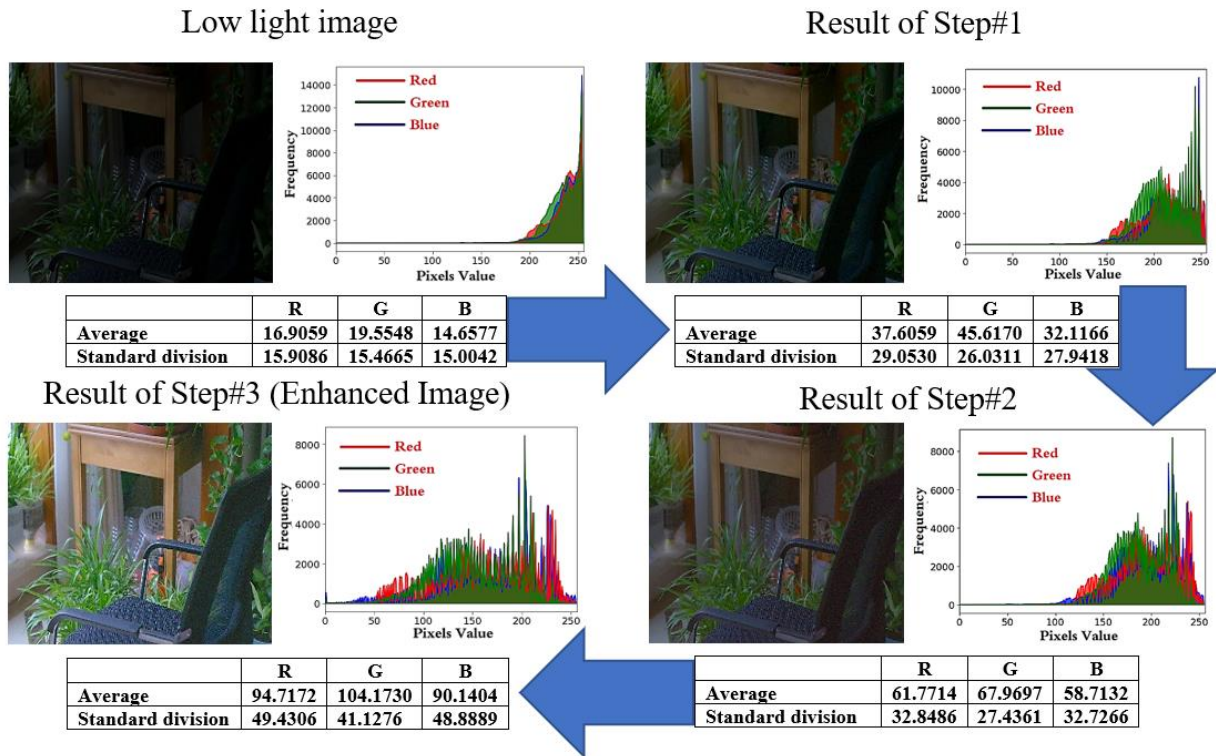 Low light image
Red
Green
Blue
Frequency
14000
12000
10000
8000
6000
4000
2000
0
0 50 100 150 200 250
Pixels Value
R G B
Average 16.9059 19.5548 14.6577
Standard division 15.9086 15.4665 15.0042
Result of Step#1
Red
Green
Blue
Frequency
10000
8000
6000
4000
2000
0
0 50 100 150 200 250
Pixels Value
R G B
Average 37.6059 45.6170 32.1166
Standard division 29.0530 26.0311 27.9418
Result of Step#3 (Enhanced Image)
Red
Green
Blue
Frequency
8000
6000
4000
2000
0
0 50 100 150 200 250
Pixels Value
R G B
Average 94.7172 104.1730 90.1404
Standard division 49.4306 41.1276 48.8889
Result of Step#2
Red
Green
Blue
Frequency
8000
6000
4000
2000
0
0 50 100 150 200 250
Pixels Value
R G B
Average 61.7714 67.9697 58.7132
Standard division 32.8486 27.4361 32.7266